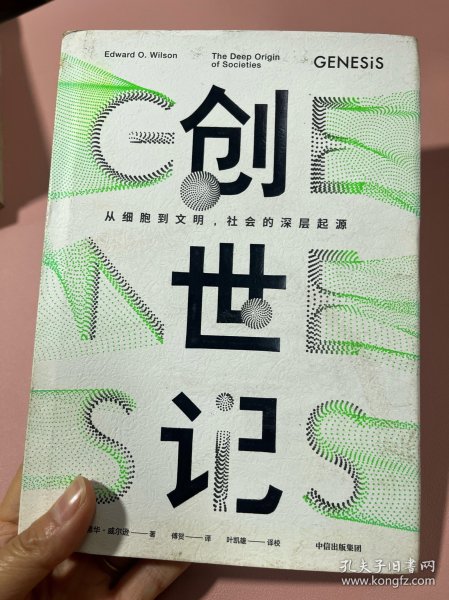 Edward O. Wilson
The Deep Origin
of Societies
GENESiS
GENESIS
创世记
从细胞到文明，社会的深层起源
华·威尔逊——著
傅贺——译
叶凯雄——译校
中信出版集团
孔夫子旧书网
www.kongfz.com